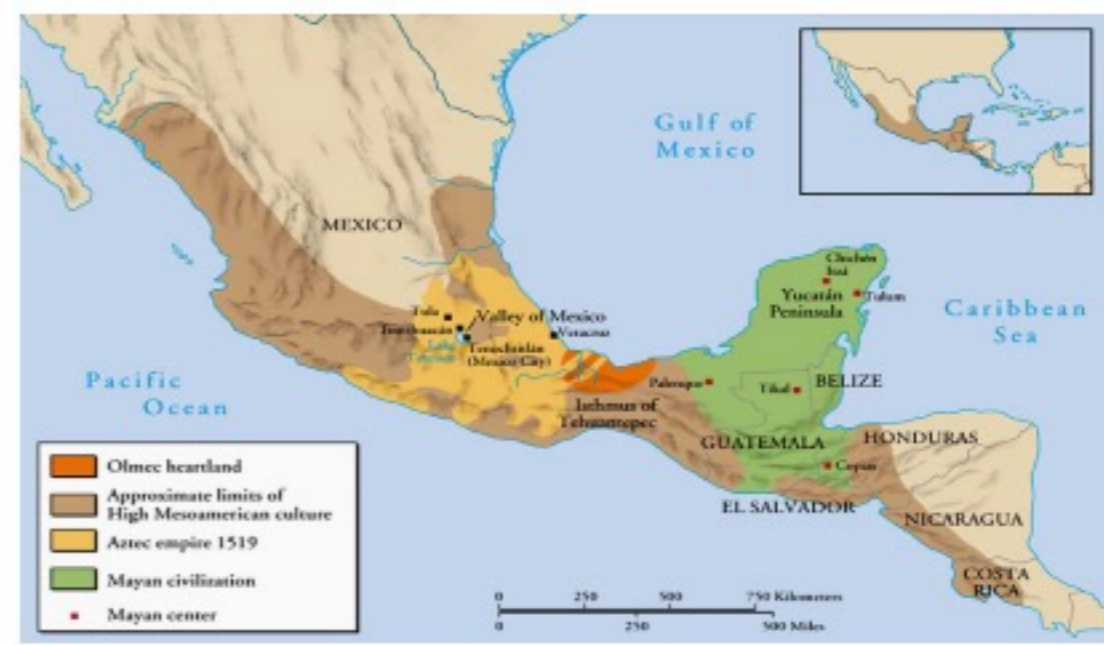 Gulf of
Mexico
MEXICO
Chichén
Itzá
Yucatán
Peninsula
Tulum
Caribbean
Sea
Tula
Valley of Mexico
Teotihuacán
Veracruz
Lake
Texcoco
Tenochtitlán
(Mexico City)
Pacific
Ocean
Palenque
Tikal
BELIZE
Isthmus of
Tehuantepec
GUATEMALA
HONDURAS
Copan
EL SALVADOR
NICARAGUA
COSTA
RICA
Olmec heartland
Approximate limits of
High Mesoamerican culture
Aztec empire 1519
Mayan civilization
Mayan center
0 250 500 750 Kilometers
0 250 500 Miles